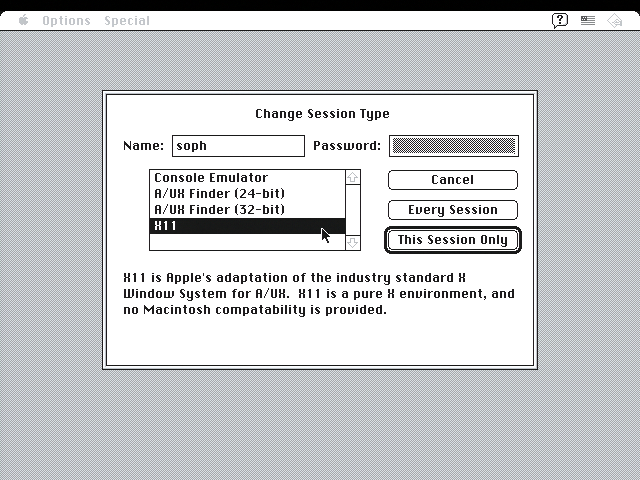 Options Special
Change Session Type
Name: soph Password:
Console Emulator
A/UX Finder (24-bit)
A/UX Finder (32-bit)
X11
Cancel
Every Session
This Session Only
X11 is Apple's adaptation of the industry standard X
Window System for A/UX.  X11 is a pure X environment, and
no Macintosh compatability is provided.